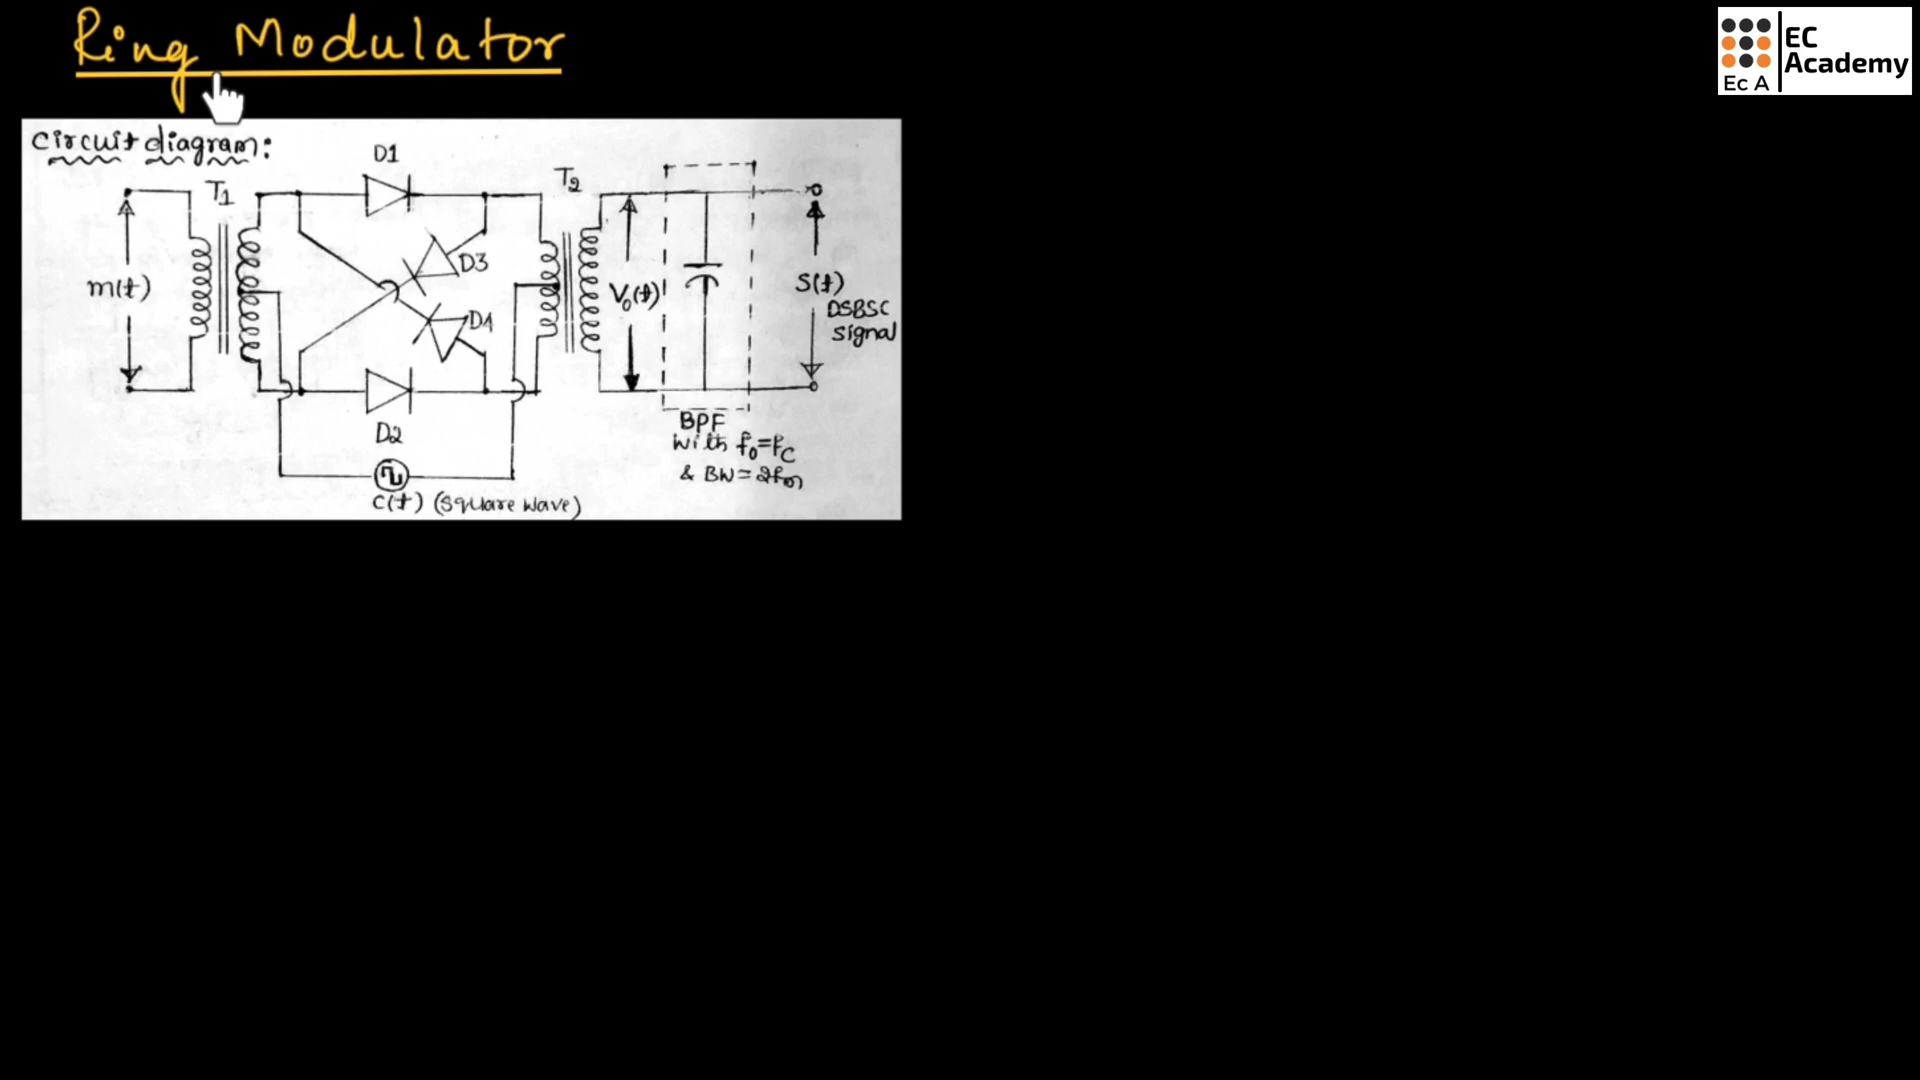 Ring Modulator
EC
Academy
Ec A
Circuit diagram:
D1
T1
T2
D3
m(t)
V0(t)
S(t)
DSBSC
Signal
D4
D2
BPF
with f0=fC
& BW=2fm
C(t) (Square wave)